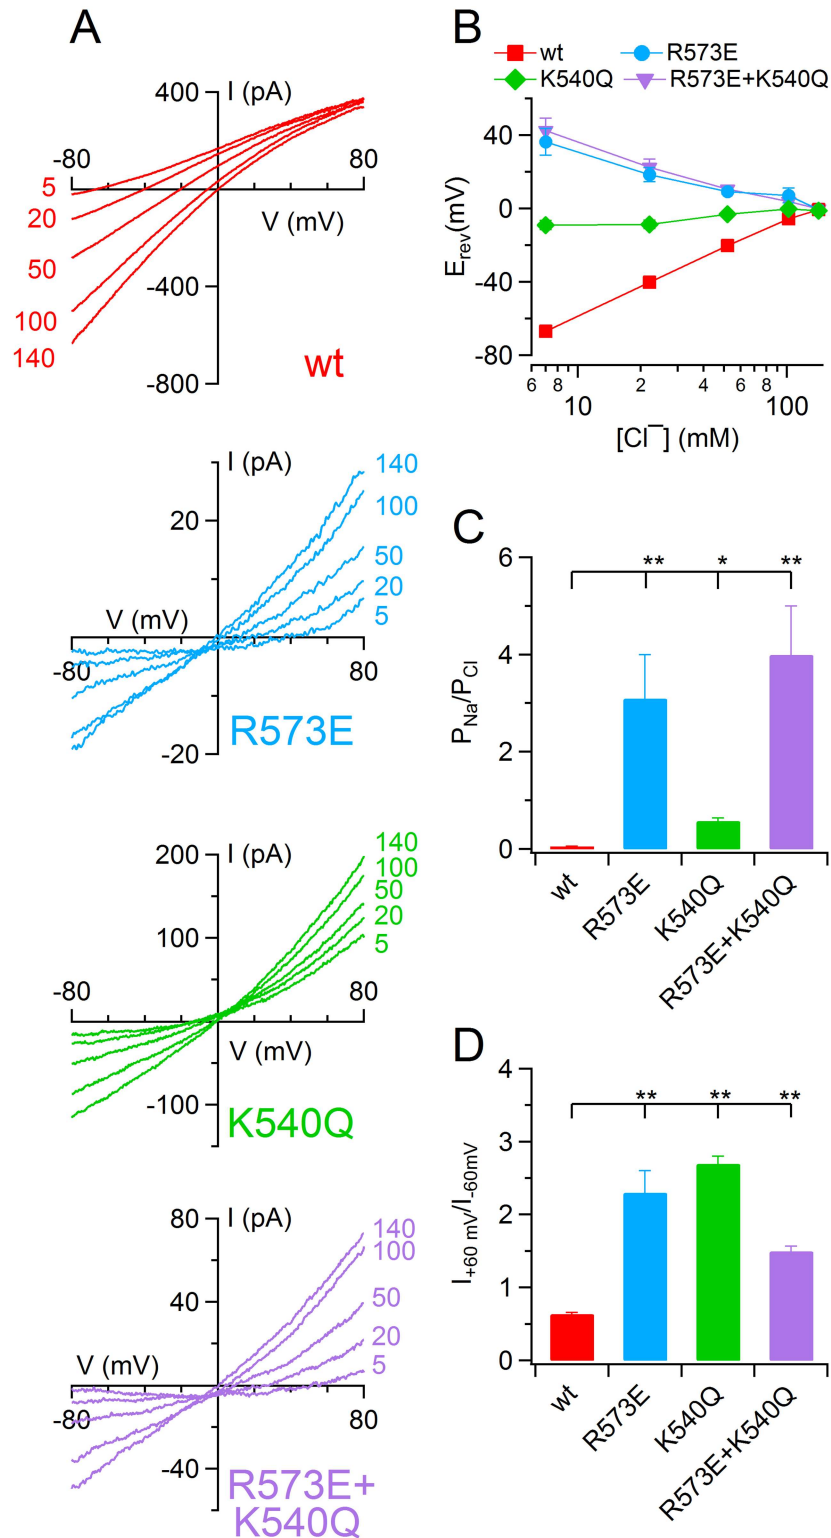 A
400
I (pA)
-80
80
5
20
50
100
140
V (mV)
-400
-800
wt
I (pA)
20
V (mV)
-80
80
-20
140
100
50
20
5
R573E
200
I (pA)
100
-80
80
V (mV)
-100
140
100
50
20
5
K540Q
80
I (pA)
40
V (mV)
-80
80
-40
140
100
50
20
5
R573E+
K540Q
B
wt
R573E
K540Q
R573E+K540Q
40
0
-40
-80
Erev(mV)
6 8 2 4 6 8
10 100
[Cl¯] (mM)
C
6
4
2
0
PNa/PCl
** * **
wt
R573E
K540Q
R573E+K540Q
D
4
3
2
1
0
I+60 mV/I-60mV
** ** **
wt
R573E
K540Q
R573E+K540Q